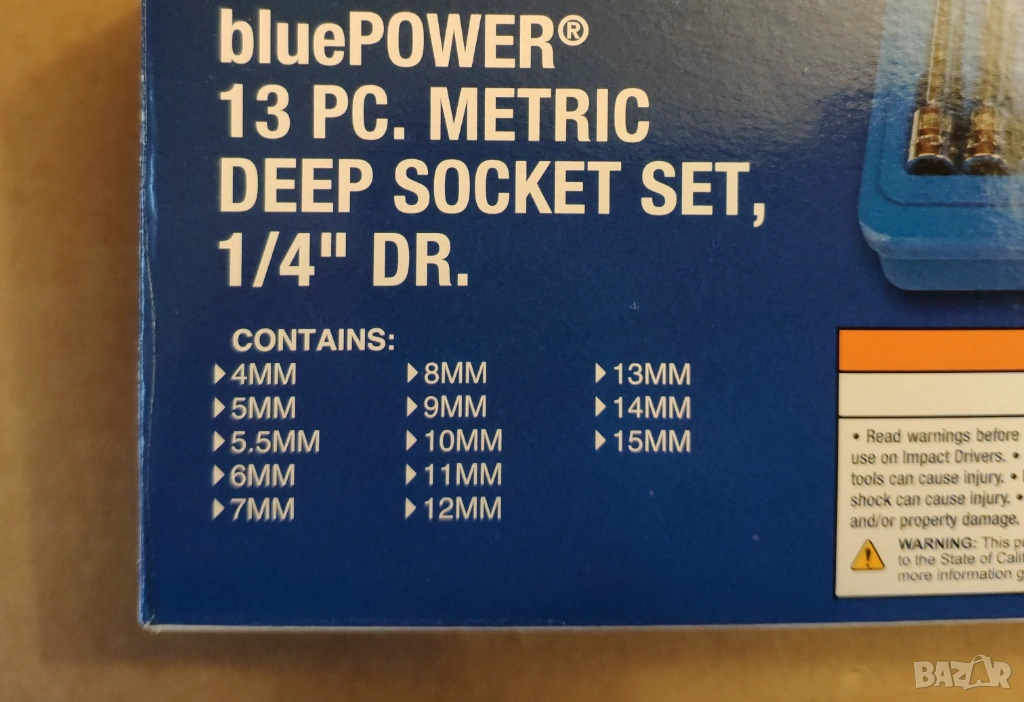 bluePOWER®
13 PC. METRIC
DEEP SOCKET SET,
1/4" DR.
CONTAINS:
4MM
5MM
5.5MM
6MM
7MM
8MM
9MM
10MM
11MM
12MM
13MM
14MM
15MM
• Read warnings before
use on Impact Drivers. •
tools can cause injury. •
shock can cause injury. •
and/or property damage.
WARNING: This
to the State of
more information
BAZAR